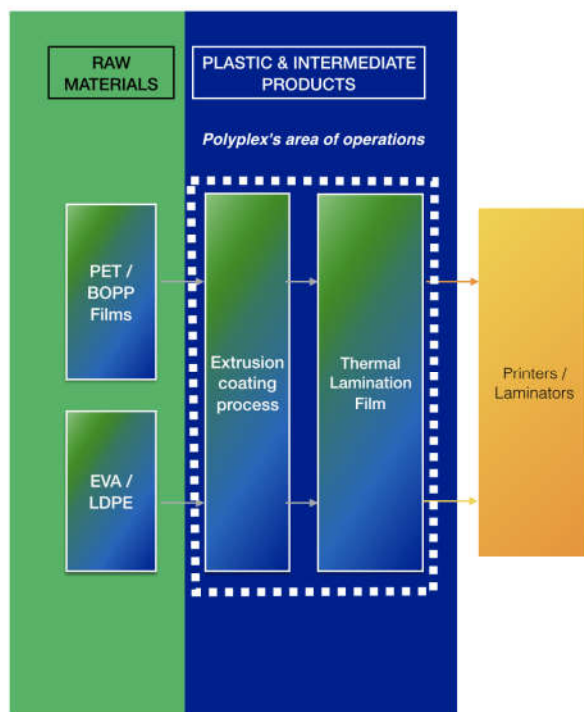 RAW
MATERIALS
PLASTIC & INTERMEDIATE
PRODUCTS
Polyplex's area of operations
PET /
BOPP
Films
EVA /
LDPE
Extrusion
coating
process
Thermal
Lamination
Film
Printers /
Laminators